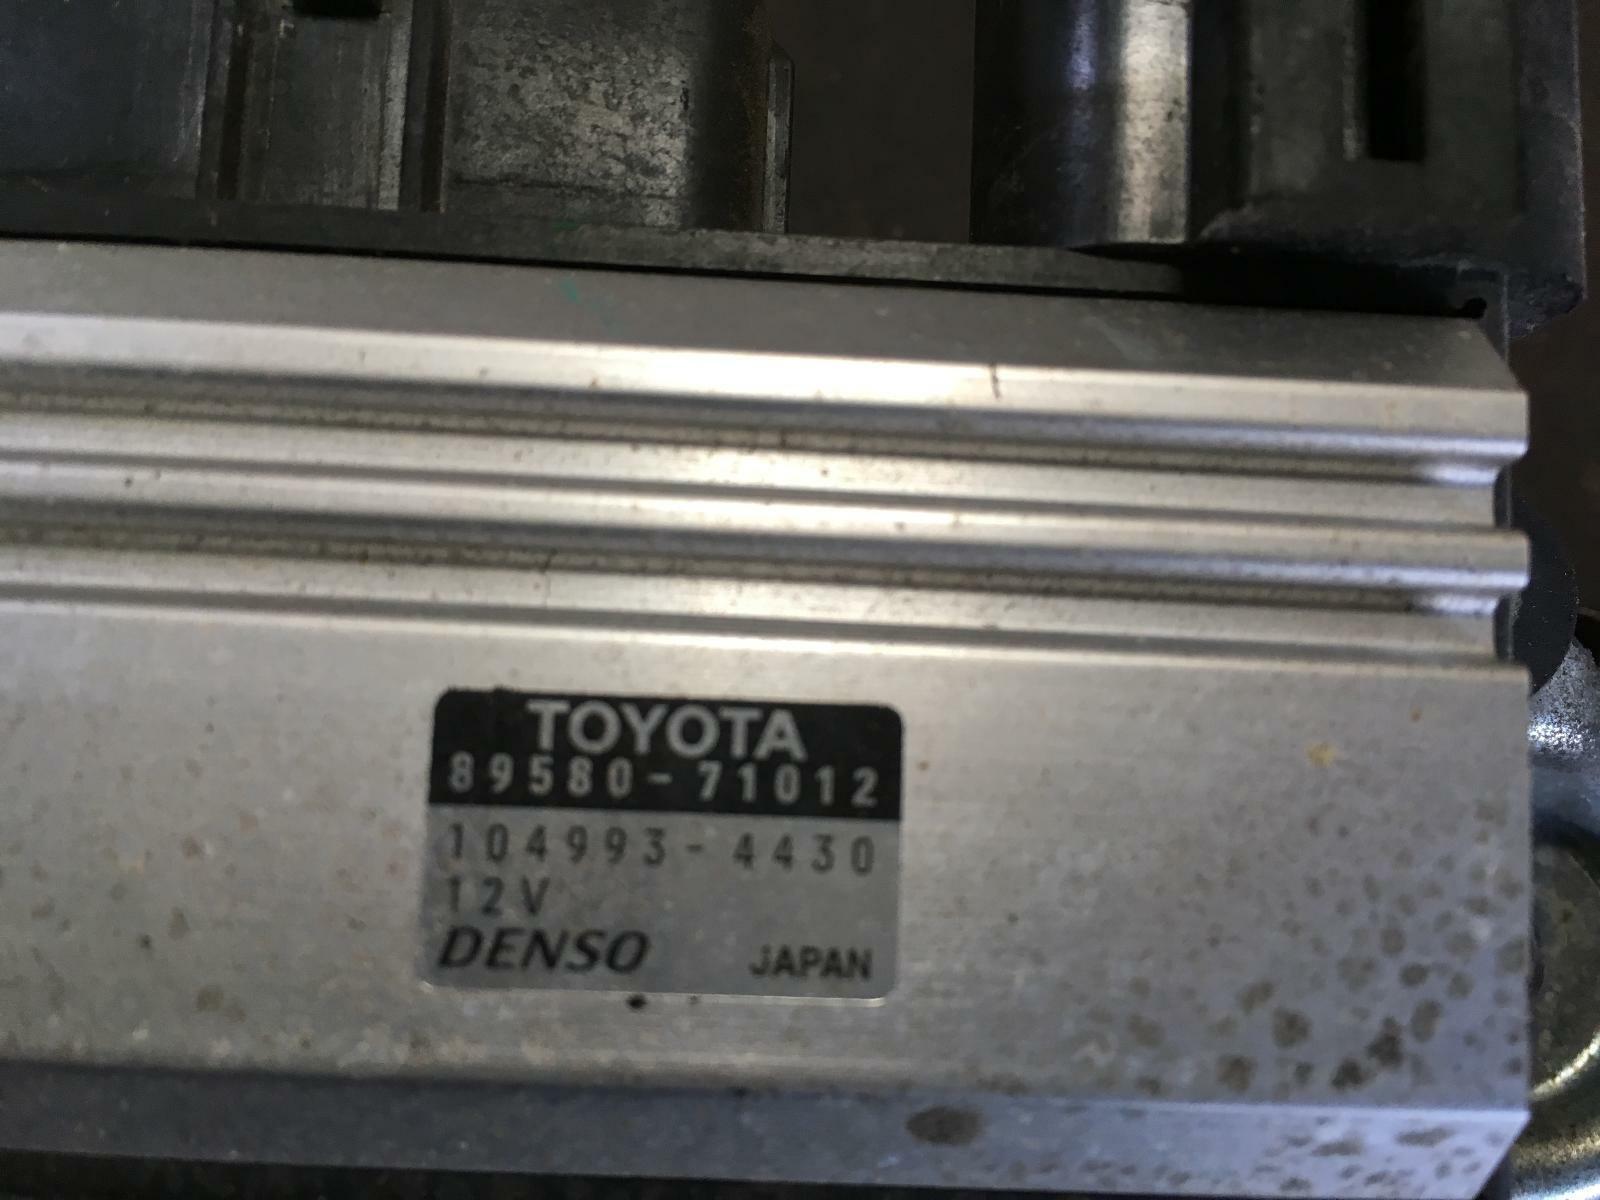 TOYOTA
89580-71012
104993-4430
12V
DENSO JAPAN